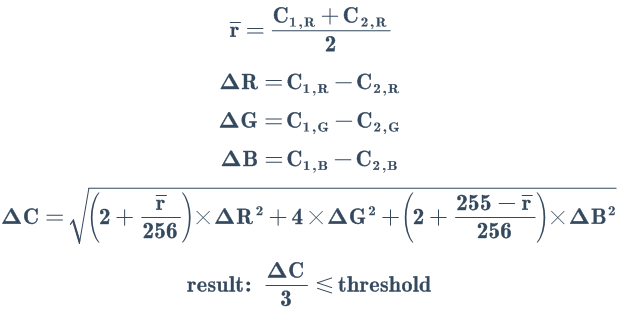 r̅ = (C₁,R + C₂,R) / 2
ΔR = C₁,R − C₂,R
ΔG = C₁,G − C₂,G
ΔB = C₁,B − C₂,B
ΔC = √((2 + r̅/256) × ΔR² + 4 × ΔG² + (2 + (255 − r̅)/256) × ΔB²)
result: ΔC/3 ⩽ threshold